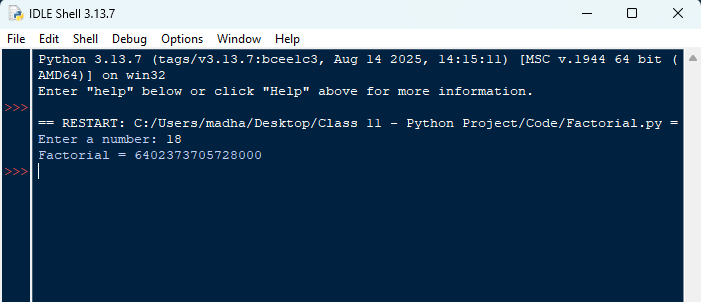 IDLE Shell 3.13.7
File Edit Shell Debug Options Window Help
Python 3.13.7 (tags/v3.13.7:bcee1c3, Aug 14 2025, 14:15:11) [MSC v.1944 64 bit (
AMD64)] on win32
Enter "help" below or click "Help" above for more information.
>>>
== RESTART: C:/Users/madha/Desktop/Class 11 - Python Project/Code/Factorial.py =
Enter a number: 18
Factorial = 6402373705728000
>>>